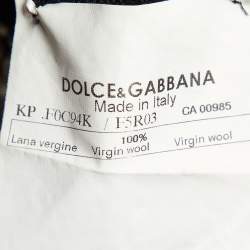 DOLCE&GABBANA
Made in Italy
KP .F0C94K / F5R03 CA 00985
100%
Lana vergine Virgin wool Virgin wool